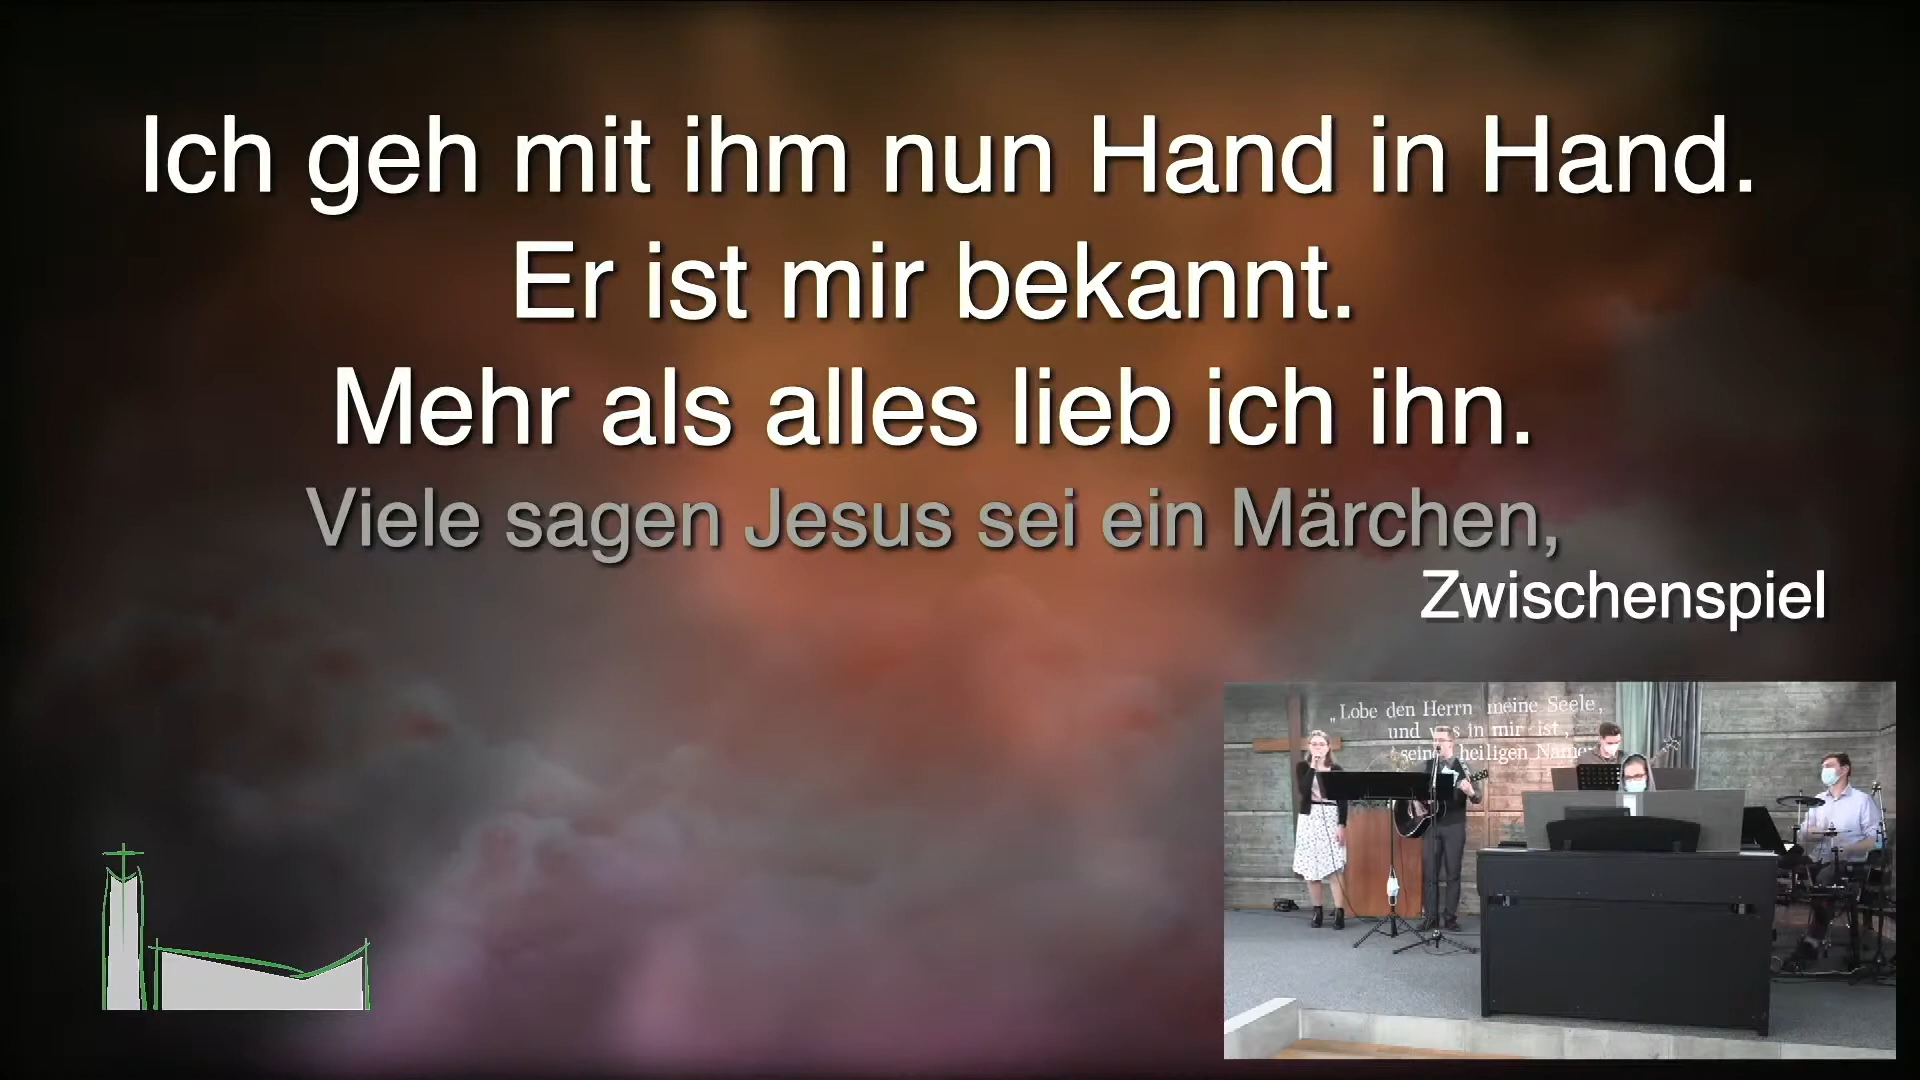 Ich geh mit ihm nun Hand in Hand.
Er ist mir bekannt.
Mehr als alles lieb ich ihn.
Viele sagen Jesus sei ein Märchen,
Zwischenspiel
„Lobe den Herrn meine Seele,
und was in mir ist,
seinen heiligen Namen